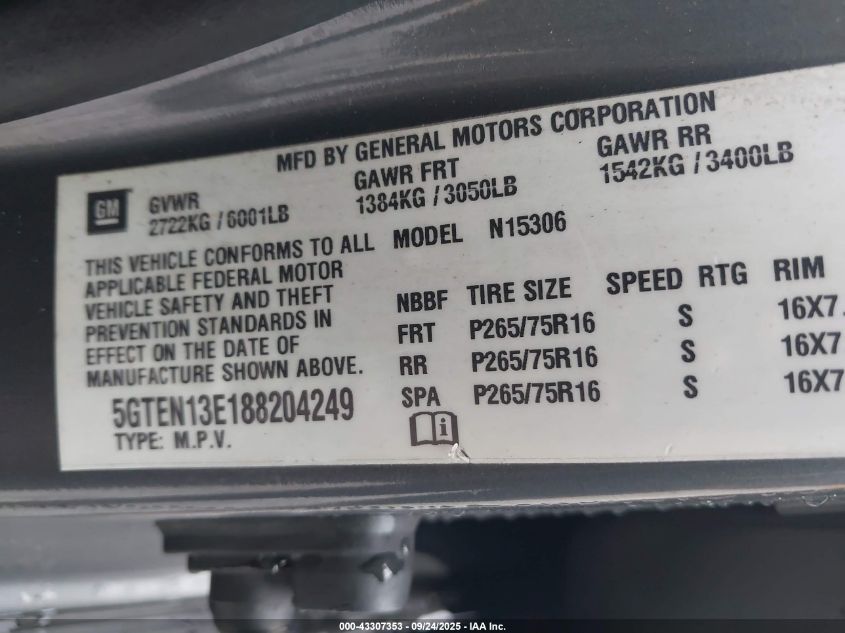 MFD BY GENERAL MOTORS CORPORATION
GM
GVWR
2722KG / 6001LB
GAWR FRT
1384KG / 3050LB
GAWR RR
1542KG / 3400LB
THIS VEHICLE CONFORMS TO ALL
APPLICABLE FEDERAL MOTOR
VEHICLE SAFETY AND THEFT
PREVENTION STANDARDS IN
EFFECT ON THE DATE OF
MANUFACTURE SHOWN ABOVE.
5GTEN13E188204249
TYPE: M.P.V.
MODEL N15306
NBBF TIRE SIZE SPEED RTG RIM
FRT P265/75R16 S 16X7.
RR P265/75R16 S 16X7
SPA P265/75R16 S 16X7
i
000-43307353 - 09/24/2025 - IAA Inc.